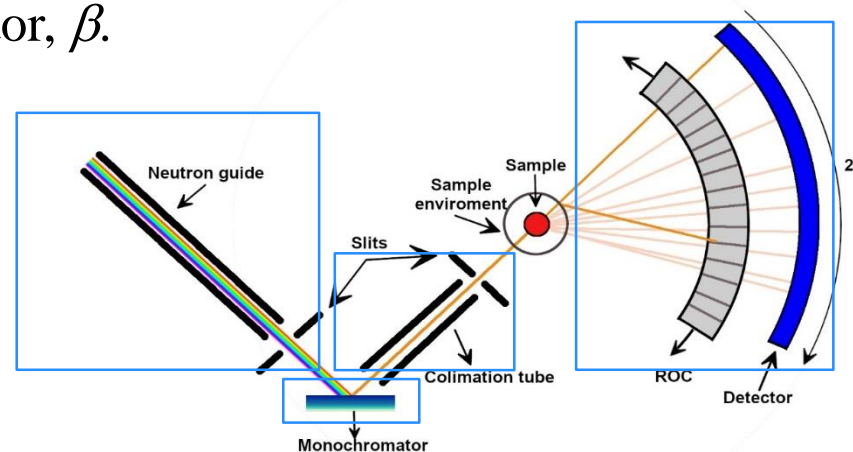 or, β.
Neutron guide
Slits
Sample
Sample
enviroment
2
Colimation tube
Monochromator
ROC
Detector